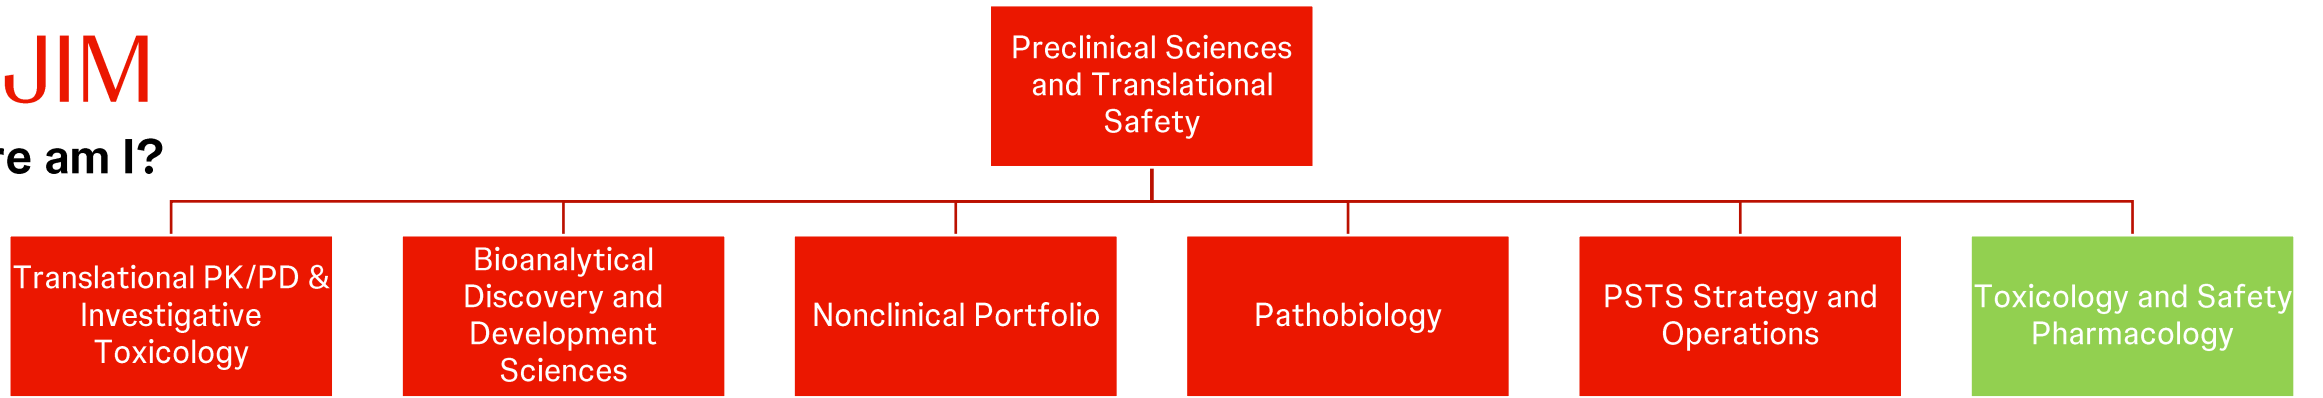 JIM
re am I?
Preclinical Sciences
and Translational
Safety
Translational PK/PD &
Investigative
Toxicology
Bioanalytical
Discovery and
Development
Sciences
Nonclinical Portfolio
Pathobiology
PSTS Strategy and
Operations
Toxicology and Safety
Pharmacology